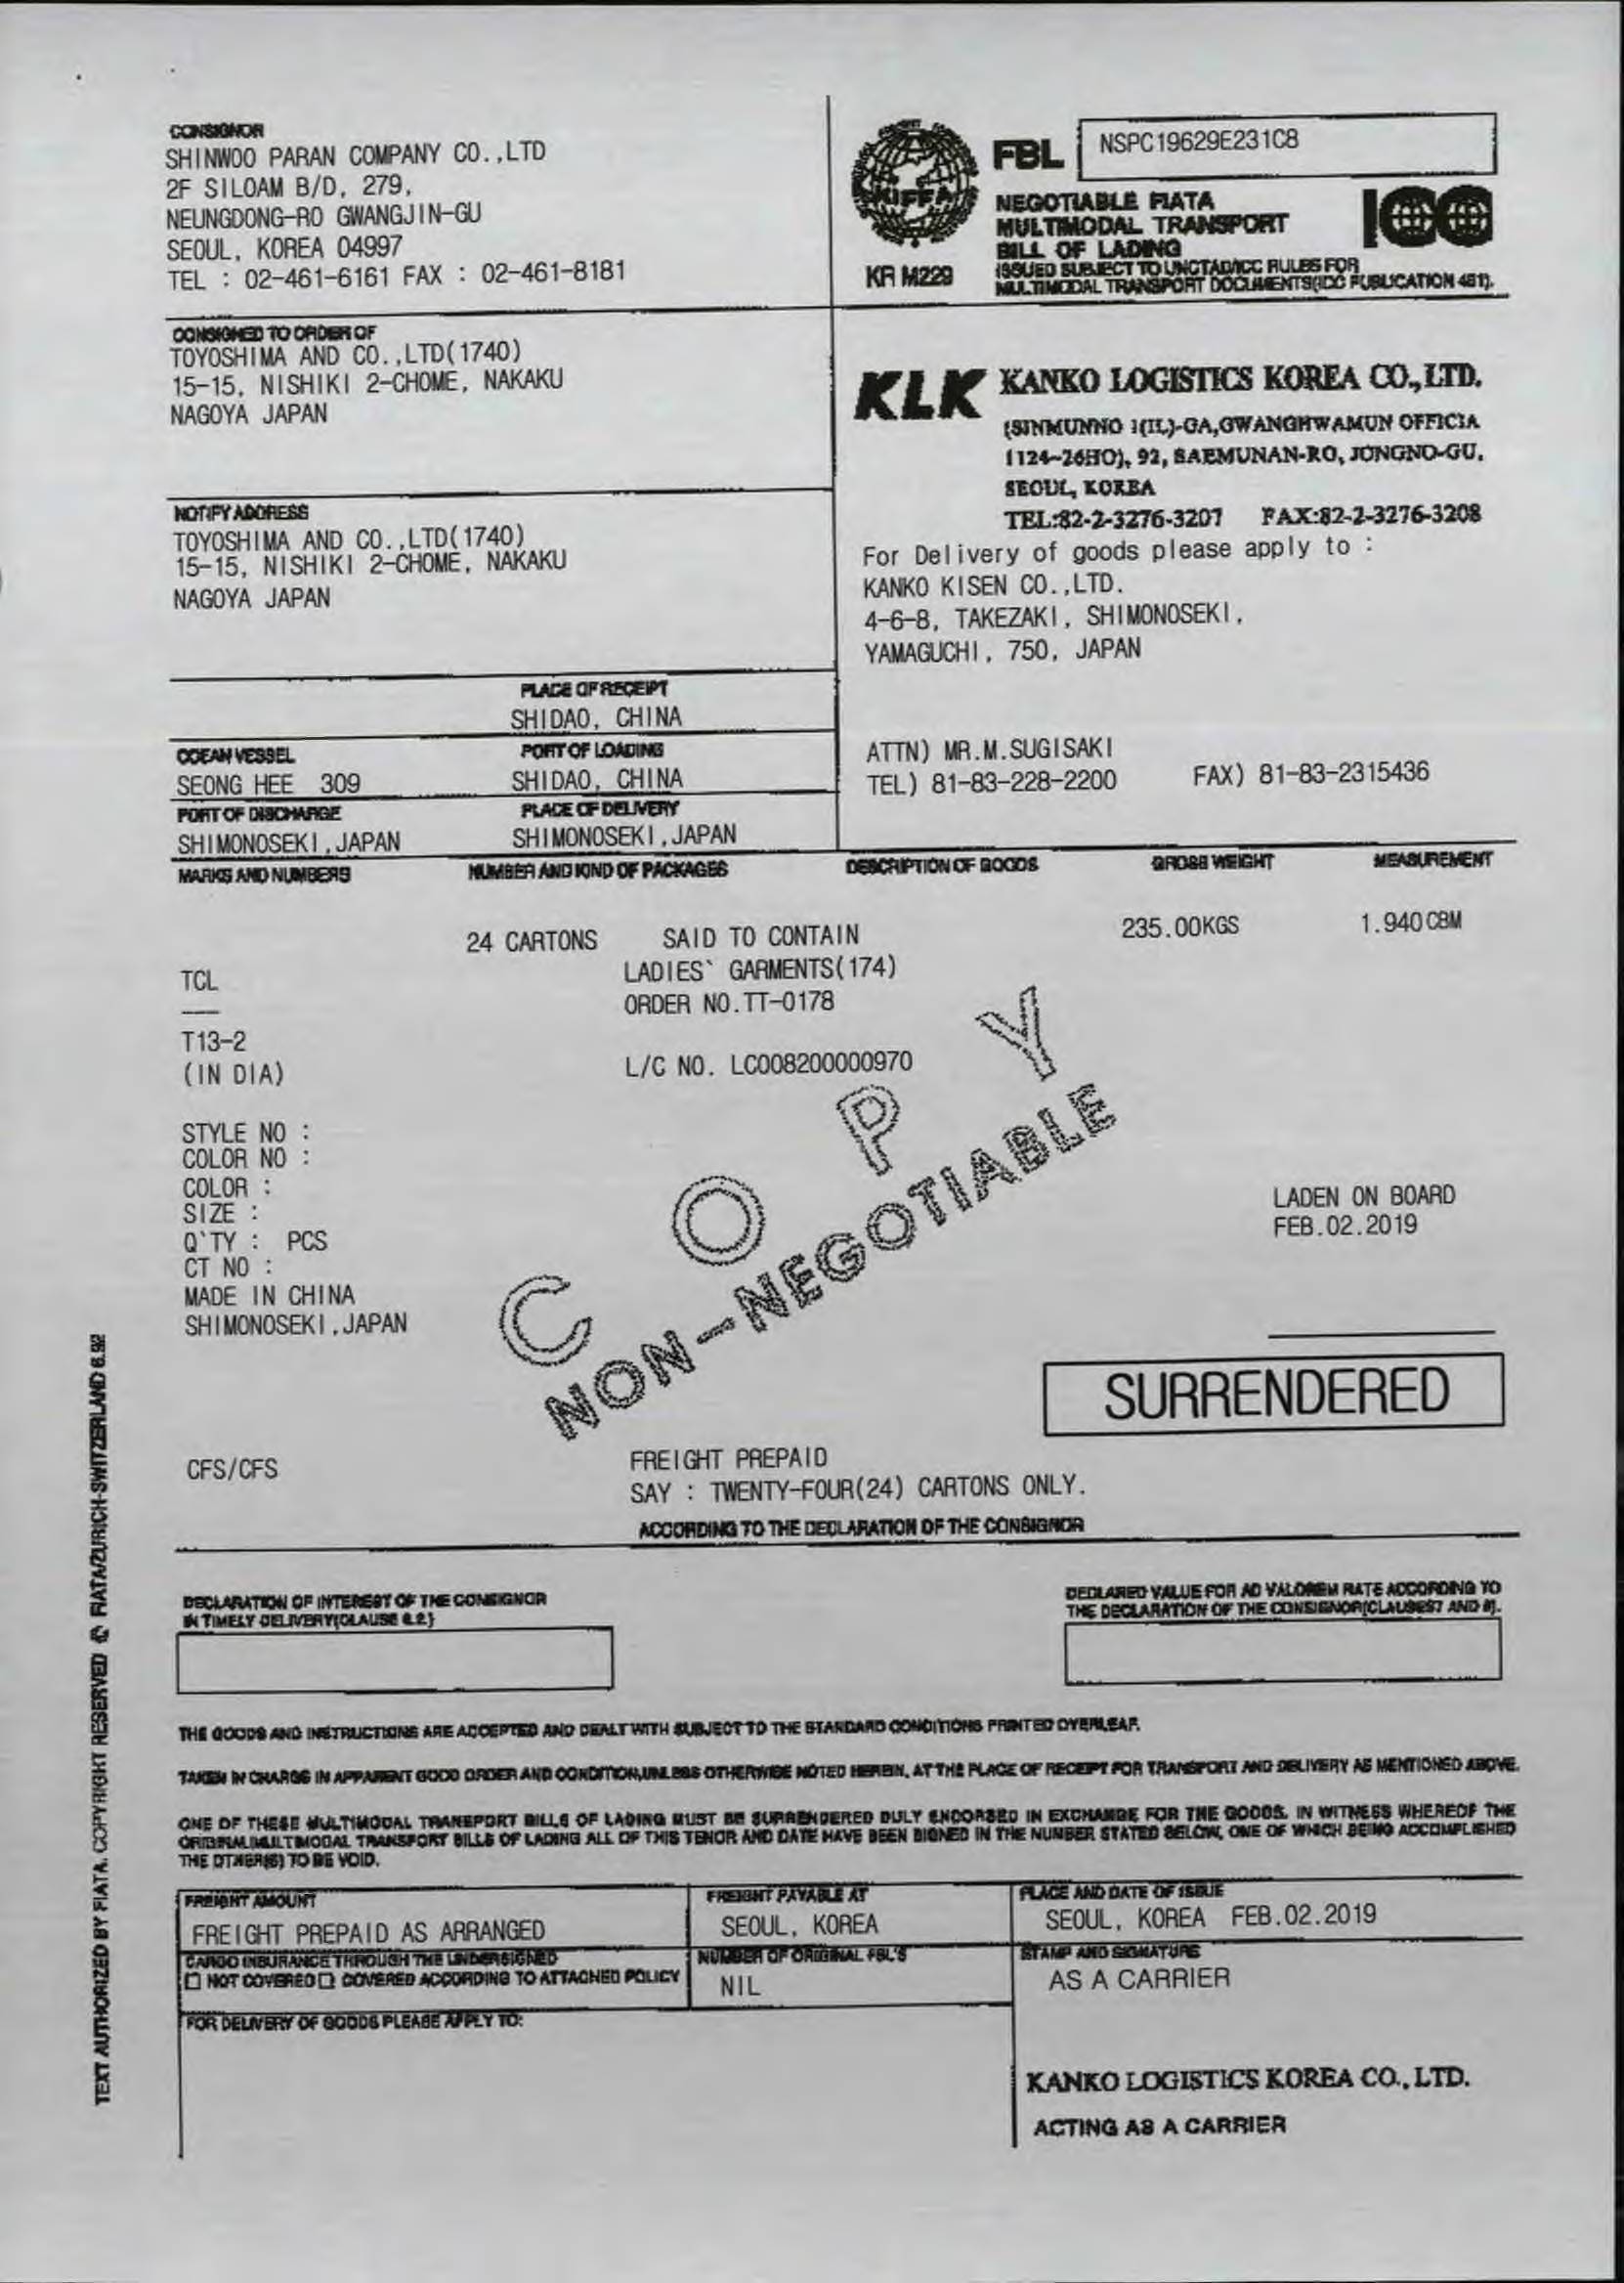 CONSIGNOR
SHINWOO PARAN COMPANY CO.,LTD
2F SILOAM B/D, 279,
NEUNGDONG-RO GWANGJIN-GU
SEOUL, KOREA 04997
TEL : 02-461-6161 FAX : 02-461-8181
KIFFA
KR M229
FBL
NSPC19629E231C8
NEGOTIABLE FIATA
MULTIMODAL TRANSPORT
BILL OF LADING
ICC
ISSUED SUBJECT TO UNCTAD/ICC RULES FOR
MULTIMODAL TRANSPORT DOCUMENTS(ICC PUBLICATION 481).
CONSIGNED TO ORDER OF
TOYOSHIMA AND CO.,LTD(1740)
15-15, NISHIKI 2-CHOME, NAKAKU
NAGOYA JAPAN
KLK KANKO LOGISTICS KOREA CO., LTD.
(SINMUNNO 1(IL)-GA,GWANGHWAMUN OFFICIA
1124~26HO), 92, SAEMUNAN-RO, JONGNO-GU,
SEOUL, KOREA
TEL:82-2-3276-3207 FAX:82-2-3276-3208
NOTIFY ADDRESS
TOYOSHIMA AND CO.,LTD(1740)
15-15, NISHIKI 2-CHOME, NAKAKU
NAGOYA JAPAN
For Delivery of goods please apply to :
KANKO KISEN CO.,LTD.
4-6-8, TAKEZAKI, SHIMONOSEKI,
YAMAGUCHI, 750, JAPAN
ATTN) MR.M.SUGISAKI
TEL) 81-83-228-2200 FAX) 81-83-2315436
PLACE OF RECEIPT
SHIDAO, CHINA
OCEAN VESSEL PORT OF LOADING
SEONG HEE 309 SHIDAO, CHINA
PORT OF DISCHARGE PLACE OF DELIVERY
SHIMONOSEKI,JAPAN SHIMONOSEKI,JAPAN
MARKS AND NUMBERS NUMBER AND KIND OF PACKAGES DESCRIPTION OF GOODS GROSS WEIGHT MEASUREMENT
24 CARTONS SAID TO CONTAIN 235.00KGS 1.940CBM
TCL LADIES` GARMENTS(174)
ORDER NO.TT-0178
T13-2
(IN DIA) L/C NO. LC008200000970
COPY
NON-NEGOTIABLE
STYLE NO :
COLOR NO :
COLOR :
SIZE :
Q`TY : PCS
CT NO :
MADE IN CHINA
SHIMONOSEKI,JAPAN
LADEN ON BOARD
FEB.02.2019
SURRENDERED
CFS/CFS FREIGHT PREPAID
SAY : TWENTY-FOUR(24) CARTONS ONLY.
ACCORDING TO THE DECLARATION OF THE CONSIGNOR
DECLARATION OF INTEREST OF THE CONSIGNOR
IN TIMELY DELIVERY(CLAUSE 6.2)
DECLARED VALUE FOR AD VALOREM RATE ACCORDING TO
THE DECLARATION OF THE CONSIGNOR(CLAUSES7 AND 8).
THE GOODS AND INSTRUCTIONS ARE ACCEPTED AND DEALT WITH SUBJECT TO THE STANDARD CONDITIONS PRINTED OVERLEAF.
TAKEN IN CHARGE IN APPARENT GOOD ORDER AND CONDITION,UNLESS OTHERWISE NOTED HEREIN, AT THE PLACE OF RECEIPT FOR TRANSPORT AND DELIVERY AS MENTIONED ABOVE.
ONE OF THESE MULTIMODAL TRANSPORT BILLS OF LADING MUST BE SURRENDERED DULY ENDORSED IN EXCHANGE FOR THE GOODS. IN WITNESS WHEREOF THE
ORIGINAL,MULTIMODAL TRANSPORT BILLS OF LADING ALL OF THIS TENOR AND DATE HAVE BEEN SIGNED IN THE NUMBER STATED BELOW, ONE OF WHICH BEING ACCOMPLISHED
THE OTHER(S) TO BE VOID.
FREIGHT AMOUNT
FREIGHT PREPAID AS ARRANGED
FREIGHT PAYABLE AT
SEOUL, KOREA
PLACE AND DATE OF ISSUE
SEOUL, KOREA FEB.02.2019
CARGO INSURANCE THROUGH THE UNDERSIGNED
☐ NOT COVERED ☐ COVERED ACCORDING TO ATTACHED POLICY
NUMBER OF ORIGINAL FBL'S
NIL
STAMP AND SIGNATURE
AS A CARRIER
FOR DELIVERY OF GOODS PLEASE APPLY TO:
KANKO LOGISTICS KOREA CO., LTD.
ACTING AS A CARRIER
TEXT AUTHORIZED BY FIATA. COPYRIGHT RESERVED © FIATA/ZURICH-SWITZERLAND 6.92